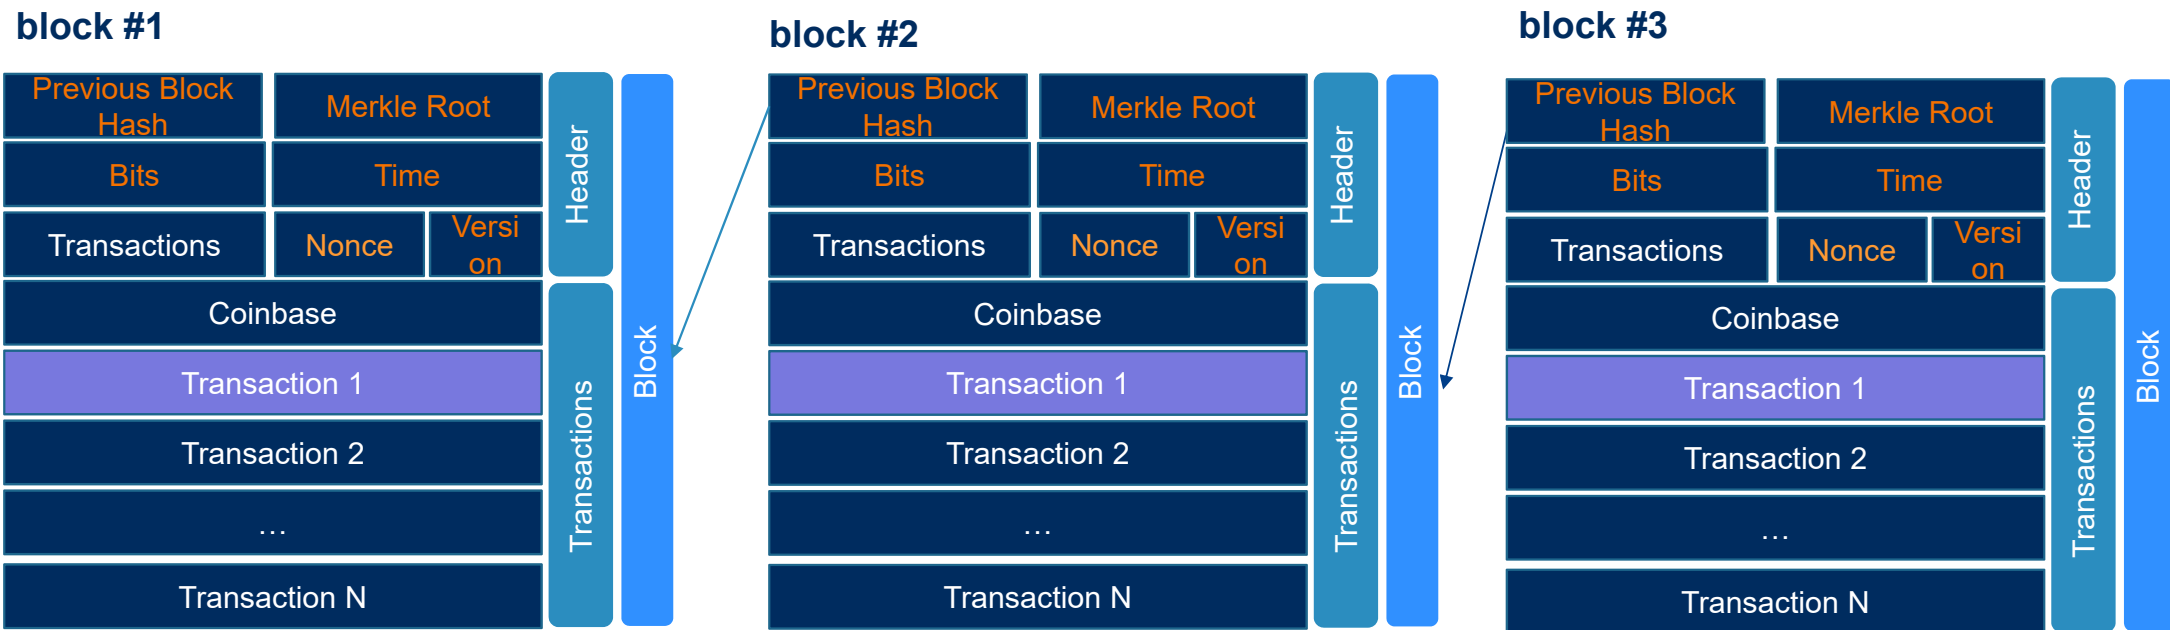 block #1
Previous Block
Hash
Merkle Root
Bits
Time
Transactions
Nonce
Versi
on
Coinbase
Transaction 1
Transaction 2
…
Transaction N
Header
Transactions
Block
block #2
Previous Block
Hash
Merkle Root
Bits
Time
Transactions
Nonce
Versi
on
Coinbase
Transaction 1
Transaction 2
…
Transaction N
Header
Transactions
Block
block #3
Previous Block
Hash
Merkle Root
Bits
Time
Transactions
Nonce
Versi
on
Coinbase
Transaction 1
Transaction 2
…
Transaction N
Header
Transactions
Block